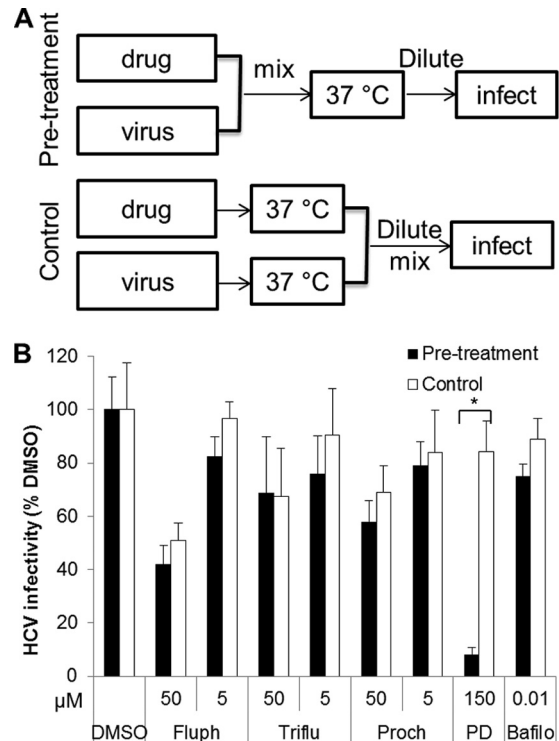 A
Pre-treatment
drug
virus
mix
37 °C
Dilute
infect
Control
drug
37 °C
virus
37 °C
Dilute
mix
infect
B
HCV infectivity (% DMSO)
120
100
80
60
40
20
0
Pre-treatment
Control
*
µM 50 5 50 5 50 5 150 0.01
DMSO Fluph Triflu Proch PD Bafilo